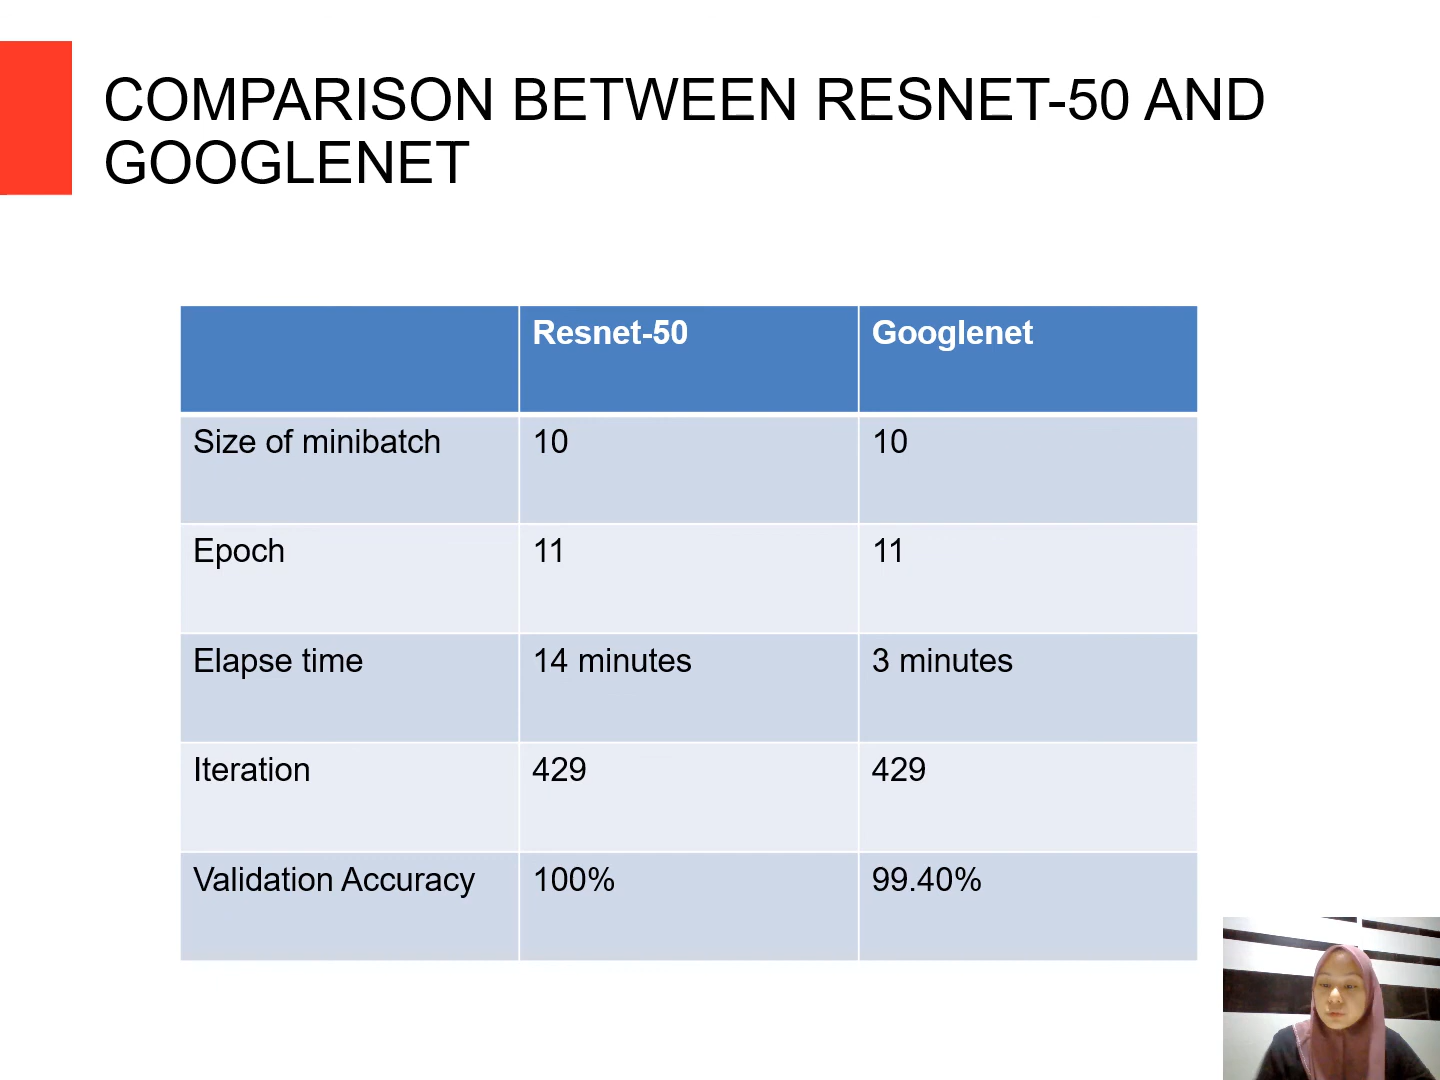 COMPARISON BETWEEN RESNET-50 AND
GOOGLENET
Resnet-50 Googlenet
Size of minibatch 10 10
Epoch 11 11
Elapse time 14 minutes 3 minutes
Iteration 429 429
Validation Accuracy 100% 99.40%